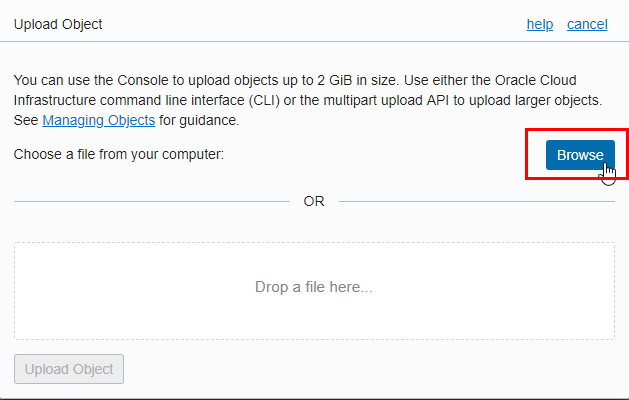 Upload Object
help cancel
You can use the Console to upload objects up to 2 GiB in size. Use either the Oracle Cloud
Infrastructure command line interface (CLI) or the multipart upload API to upload larger objects.
See Managing Objects for guidance.
Choose a file from your computer:
Browse
OR
Drop a file here...
Upload Object